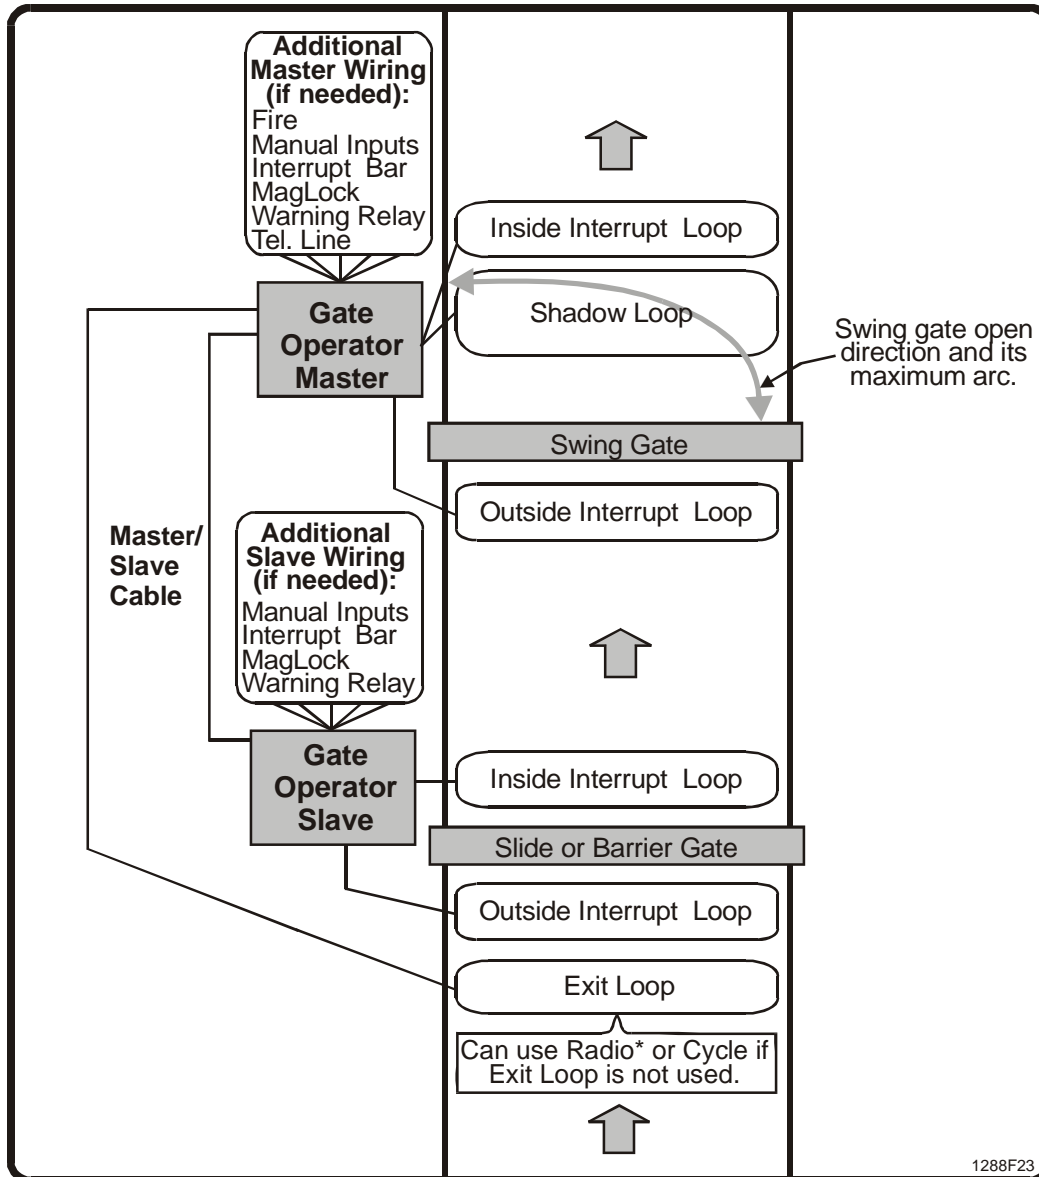 Additional
Master Wiring
(if needed):
Fire
Manual Inputs
Interrupt Bar
MagLock
Warning Relay
Tel. Line
Inside Interrupt Loop
Gate
Operator
Master
Shadow Loop
Swing gate open
direction and its
maximum arc.
Swing Gate
Outside Interrupt Loop
Master/
Slave
Cable
Additional
Slave Wiring
(if needed):
Manual Inputs
Interrupt Bar
MagLock
Warning Relay
Gate
Operator
Slave
Inside Interrupt Loop
Slide or Barrier Gate
Outside Interrupt Loop
Exit Loop
Can use Radio* or Cycle if
Exit Loop is not used.
1288F23